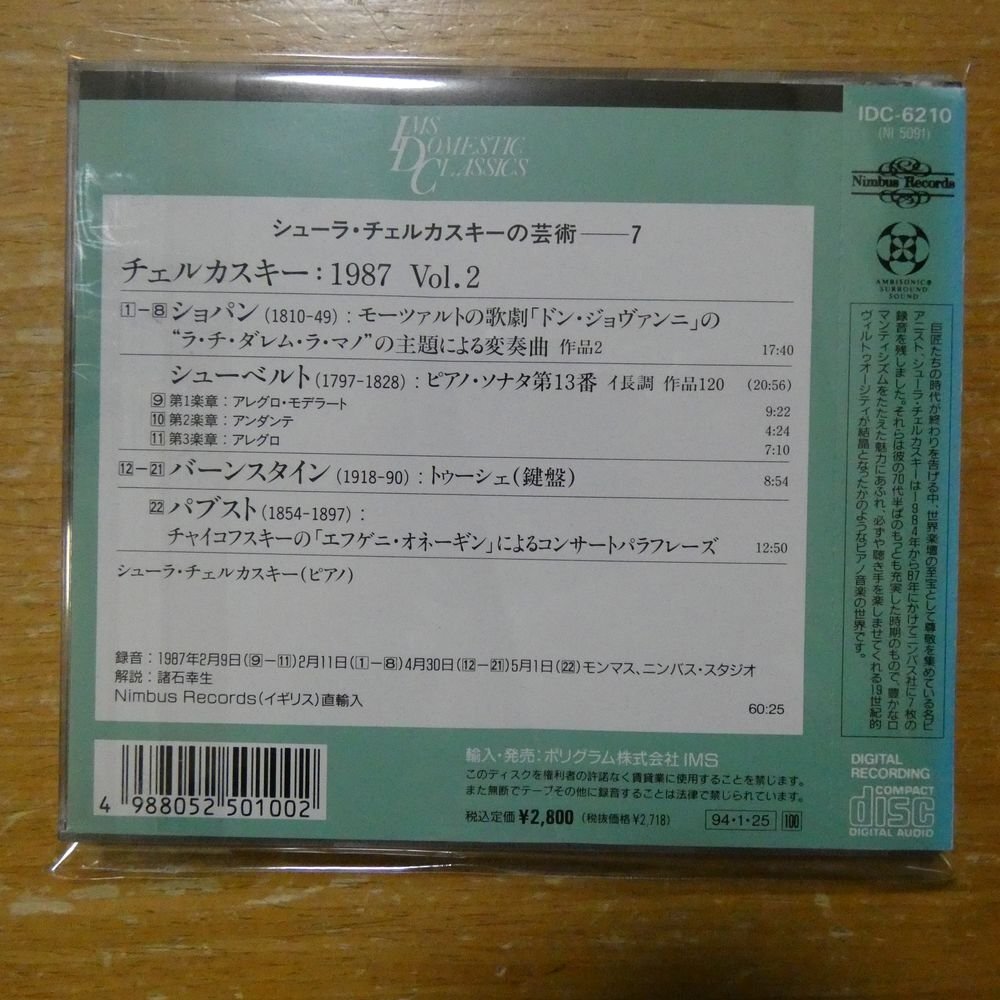 IMS
DOMESTIC
CLASSICS
シューラ・チェルカスキーの芸術——7
チェルカスキー：1987 Vol.2
1-8 ショパン (1810-49)：モーツァルトの歌劇「ドン・ジョヴァンニ」の
“ラ・チ・ダレム・ラ・マノ”の主題による変奏曲 作品2 17:40
シューベルト(1797-1828)：ピアノ・ソナタ第13番 イ長調 作品120 (20:56)
9 第1楽章：アレグロ・モデラート 9:22
10 第2楽章：アンダンテ 4:24
11 第3楽章：アレグロ 7:10
12-21 バーンスタイン (1918-90)：トゥーシェ(鍵盤) 8:54
22 パブスト(1854-1897)：
チャイコフスキーの「エフゲニ・オネーギン」によるコンサートパラフレーズ 12:50
シューラ・チェルカスキー(ピアノ)
録音：1987年2月9日(9-11)2月11日(1-8)4月30日(12-21)5月1日(22)モンマス、ニンバス・スタジオ
解説：諸石幸生
Nimbus Records(イギリス)直輸入
60:25
4 988052 501002
輸入・発売：ポリグラム株式会社IMS
このディスクを権利者の許諾なく賃貸業に使用することを禁じます。
また無断でテープその他に録音することは法律で禁じられています。
税込定価 ¥2,800 (税抜価格¥2,718) 94・1・25 100
IDC-6210
(NI 5091)
Nimbus Records
AMBISONIC®
SURROUND
SOUND
巨匠たちの時代が終わりを告げる中、世界楽壇の至宝として尊敬を集めている名ピ
アニスト、シューラ・チェルカスキーは1984年から87年にかけてニンバス社に7枚の
録音を残しました。それらは彼の70代半ばのもっとも充実した時期のもので、豊かなロ
マンティシズムをたたえた魅力にあふれ、必ずや聴き手を楽しませてくれる19世紀的
ヴィルトゥオージティが結晶となったかのようなピアノ音楽の世界です。
DIGITAL
RECORDING
COMPACT
disc
DIGITAL AUDIO